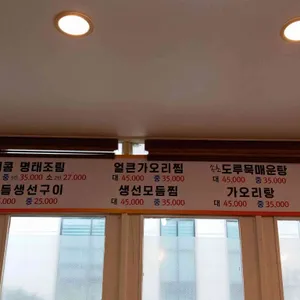 콤 명태조림 얼큰가오리찜 도루묵매운탕
중 35.000 소 27.000 대 45.000 중 35.000 대 45.000 중 35.000
듬생선구이 생선모듬찜 가오리탕
중 25.000 대 45.000 중 35.000 대 45.000 중 35.000